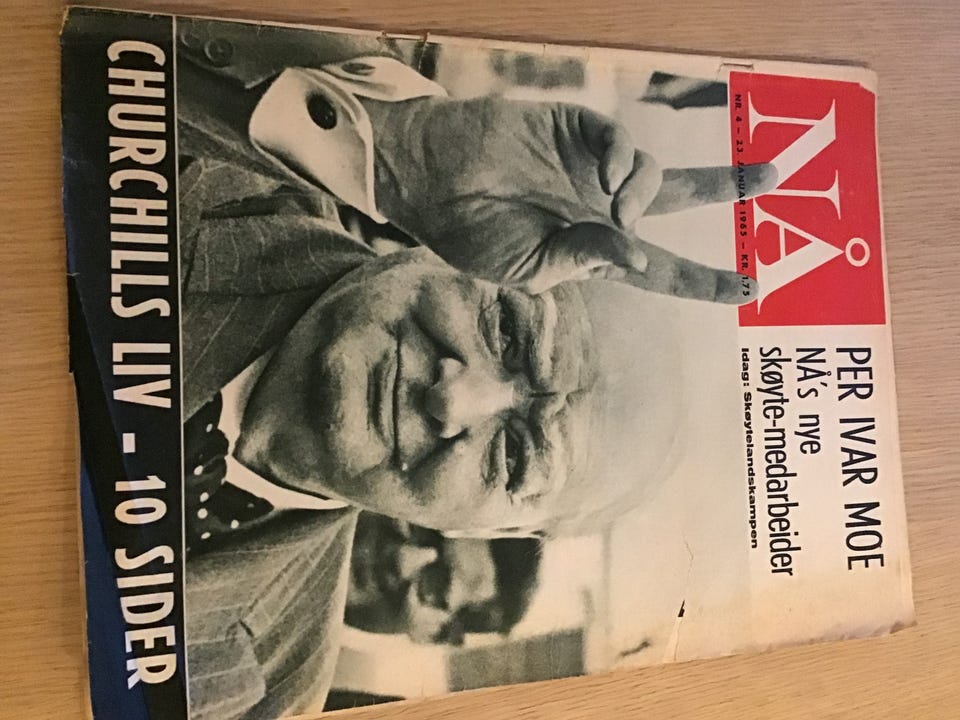 NÅ
NR. 4 – 23. JANUAR 1965 – KR. 1,75
PER IVAR MOE
NÅ's nye
skøyte-medarbeider
Idag: Skøytelandskampen
CHURCHILLS LIV - 10 SIDER